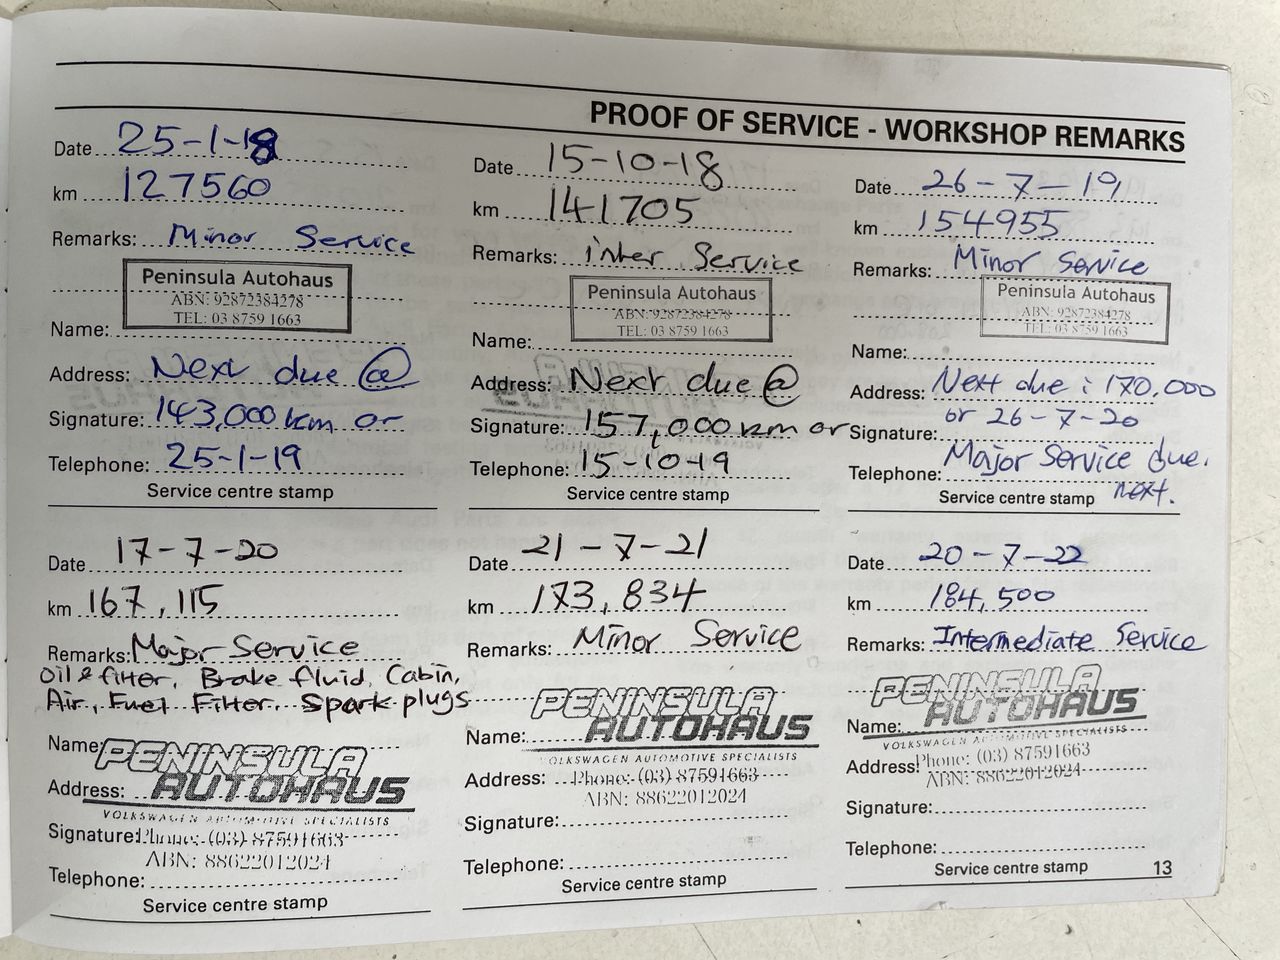 PROOF OF SERVICE - WORKSHOP REMARKS
Date 25-1-18
km 127560
Remarks: Minor Service
Peninsula Autohaus
ABN: 92872384278
TEL: 03 8759 1663
Name:
Address: Next due @
Signature: 143,000 km or
Telephone: 25-1-19
Service centre stamp
Date 15-10-18
km 141705
Remarks: inter Service
Peninsula Autohaus
ABN: 92872384278
TEL: 03 8759 1663
Name:
Address: Next due @
Signature: 157,000 km or
Telephone: 15-10-19
Service centre stamp
Date 26-7-19
km 154955
Remarks: Minor Service
Peninsula Autohaus
ABN: 92872384278
TEL: 03 8759 1663
Name:
Address: Next due : 170,000
or 26-7-20
Signature:
Major Service due.
Telephone:
next.
Service centre stamp
Date 17-7-20
km 167,115
Remarks: Major Service
Oil & filter, Brake fluid, Cabin,
Air, Fuel Filter, Spark plugs
Name:
PENINSULA
AUTOHAUS
Address:
VOLKSWAGEN AUTOMOTIVE SPECIALISTS
Signature: Phone: (03) 87591663
ABN: 88622012024
Telephone:
Service centre stamp
Date 21-7-21
km 173,834
Remarks: Minor Service
PENINSULA
AUTOHAUS
Name:
VOLKSWAGEN AUTOMOTIVE SPECIALISTS
Address: Phone: (03) 87591663
ABN: 88622012024
Signature:
Telephone:
Service centre stamp
Date 20-7-22
km 184,500
Remarks: Intermediate Service
PENINSULA
AUTOHAUS
Name:
VOLKSWAGEN AUTOMOTIVE SPECIALISTS
Address: Phone: (03) 87591663
ABN: 88622012024
Signature:
Telephone:
Service centre stamp
13